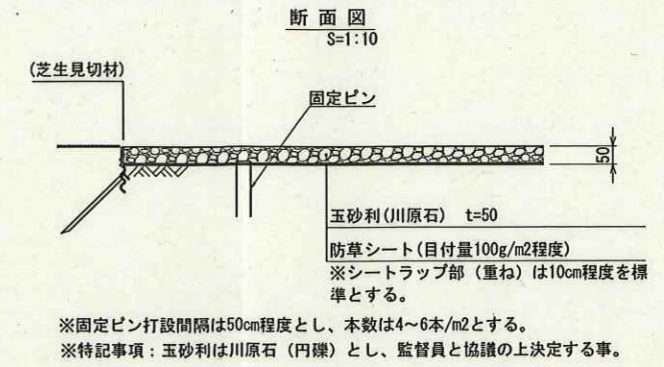 断面図
S=1:10
(芝生見切材)
固定ピン
50
玉砂利(川原石) t=50
防草シート(目付量100g/m2程度)
※シートラップ部(重ね)は10cm程度を標
準とする。
※固定ピン打設間隔は50cm程度とし、本数は4~6本/m2とする。
※特記事項:玉砂利は川原石(円礫)とし、監督員と協議の上決定する事。